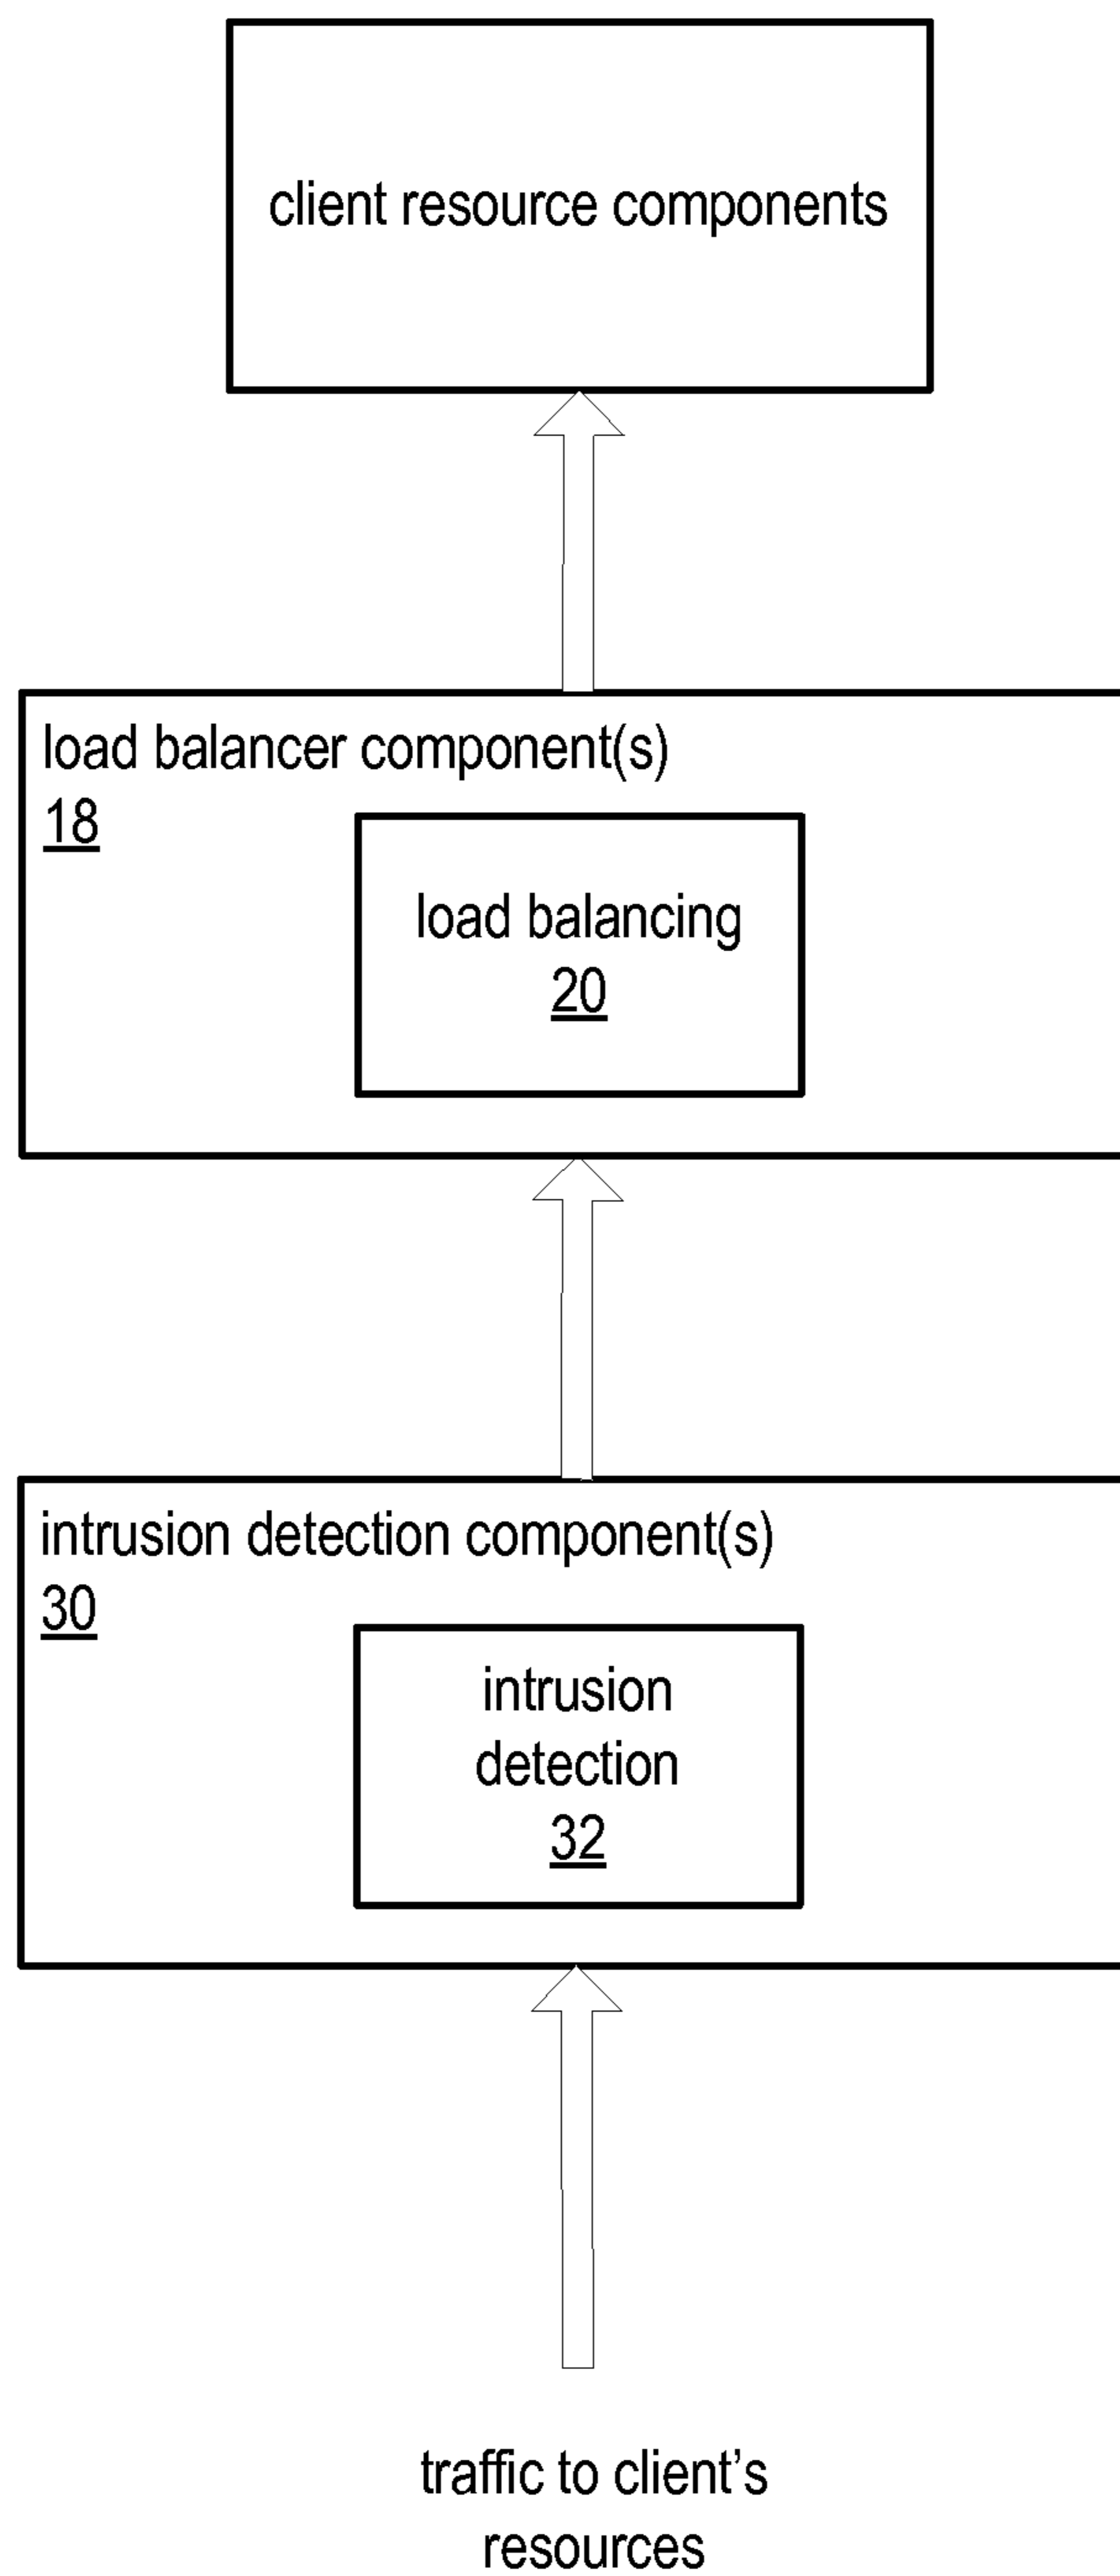 client resource components
load balancer component(s)
18
load balancing
20
intrusion detection component(s)
30
intrusion
detection
32
traffic to client’s
resources